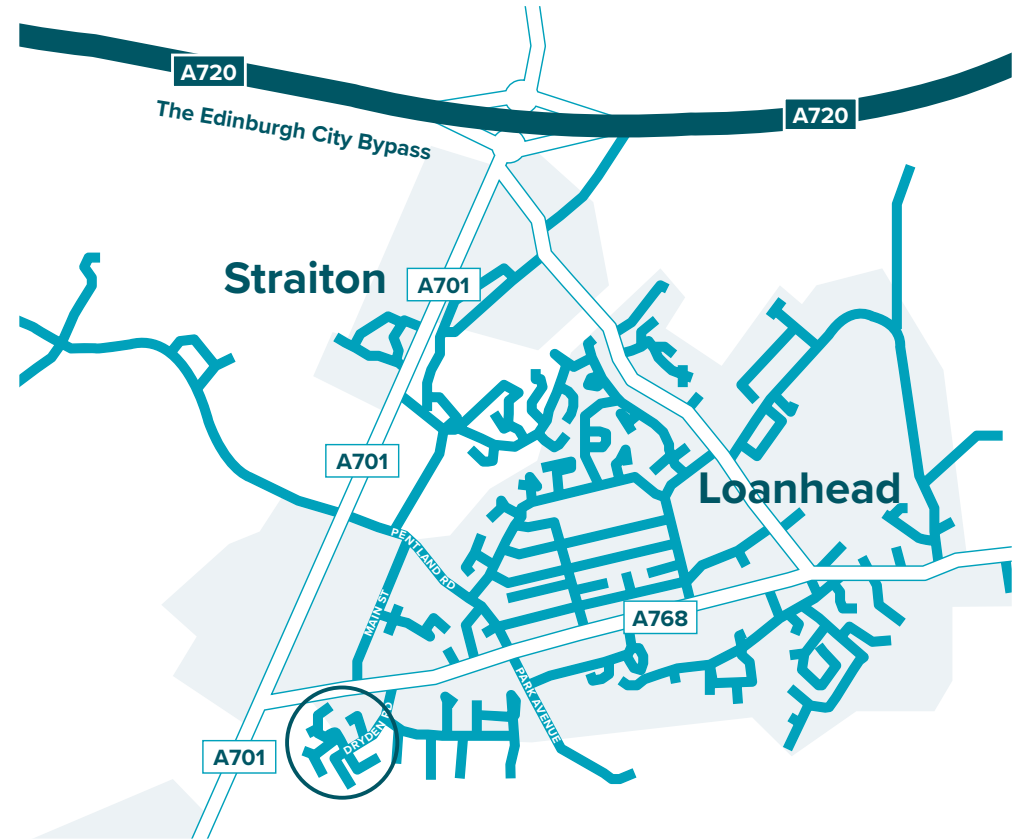 A720
The Edinburgh City Bypass
A720
Straiton
A701
A701
Loanhead
PENTLAND RD
MAIN ST
A768
PARK AVENUE
DRYDEN RD
A701